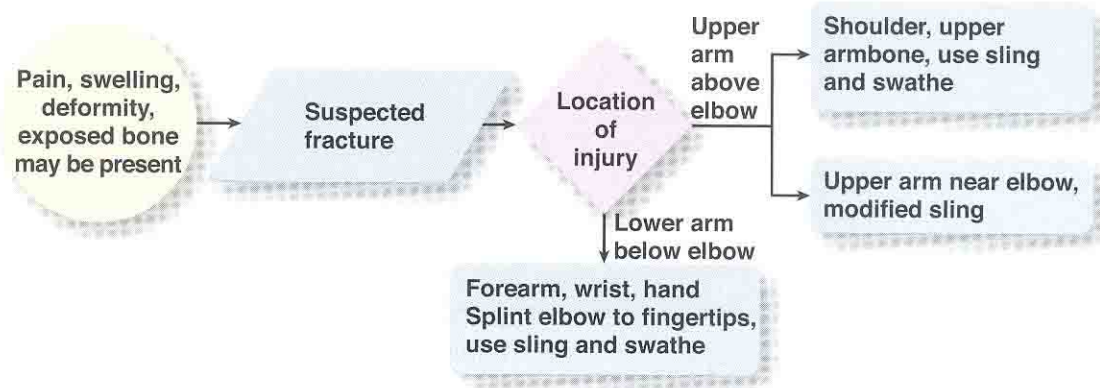 Pain, swelling,
deformity,
exposed bone
may be present
Suspected
fracture
Location
of
injury
Upper
arm
above
elbow
Shoulder, upper
armbone, use sling
and swathe
Upper arm near elbow,
modified sling
Lower arm
below elbow
Forearm, wrist, hand
Splint elbow to fingertips,
use sling and swathe